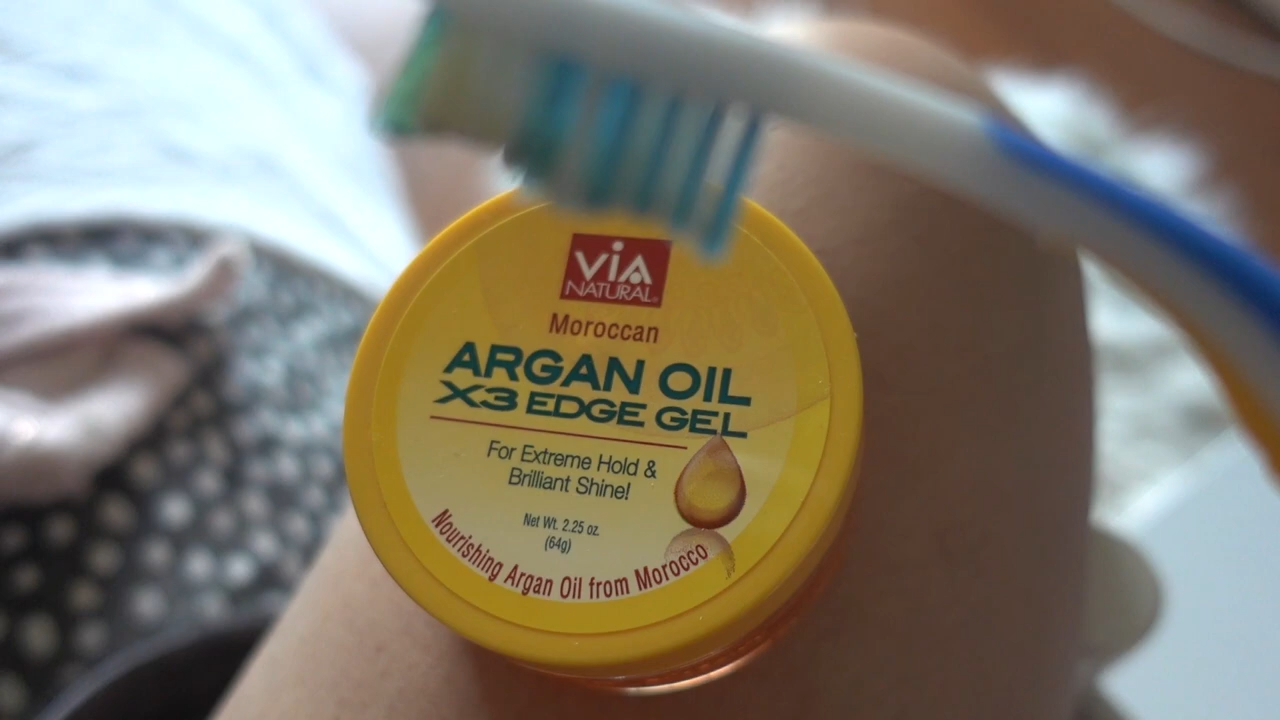 ViA
NATURAL®
Moroccan
ARGAN OIL
X3 EDGE GEL
For Extreme Hold &
Brilliant Shine!
Net Wt. 2.25 oz.
(64g)
Nourishing Argan Oil from Morocco